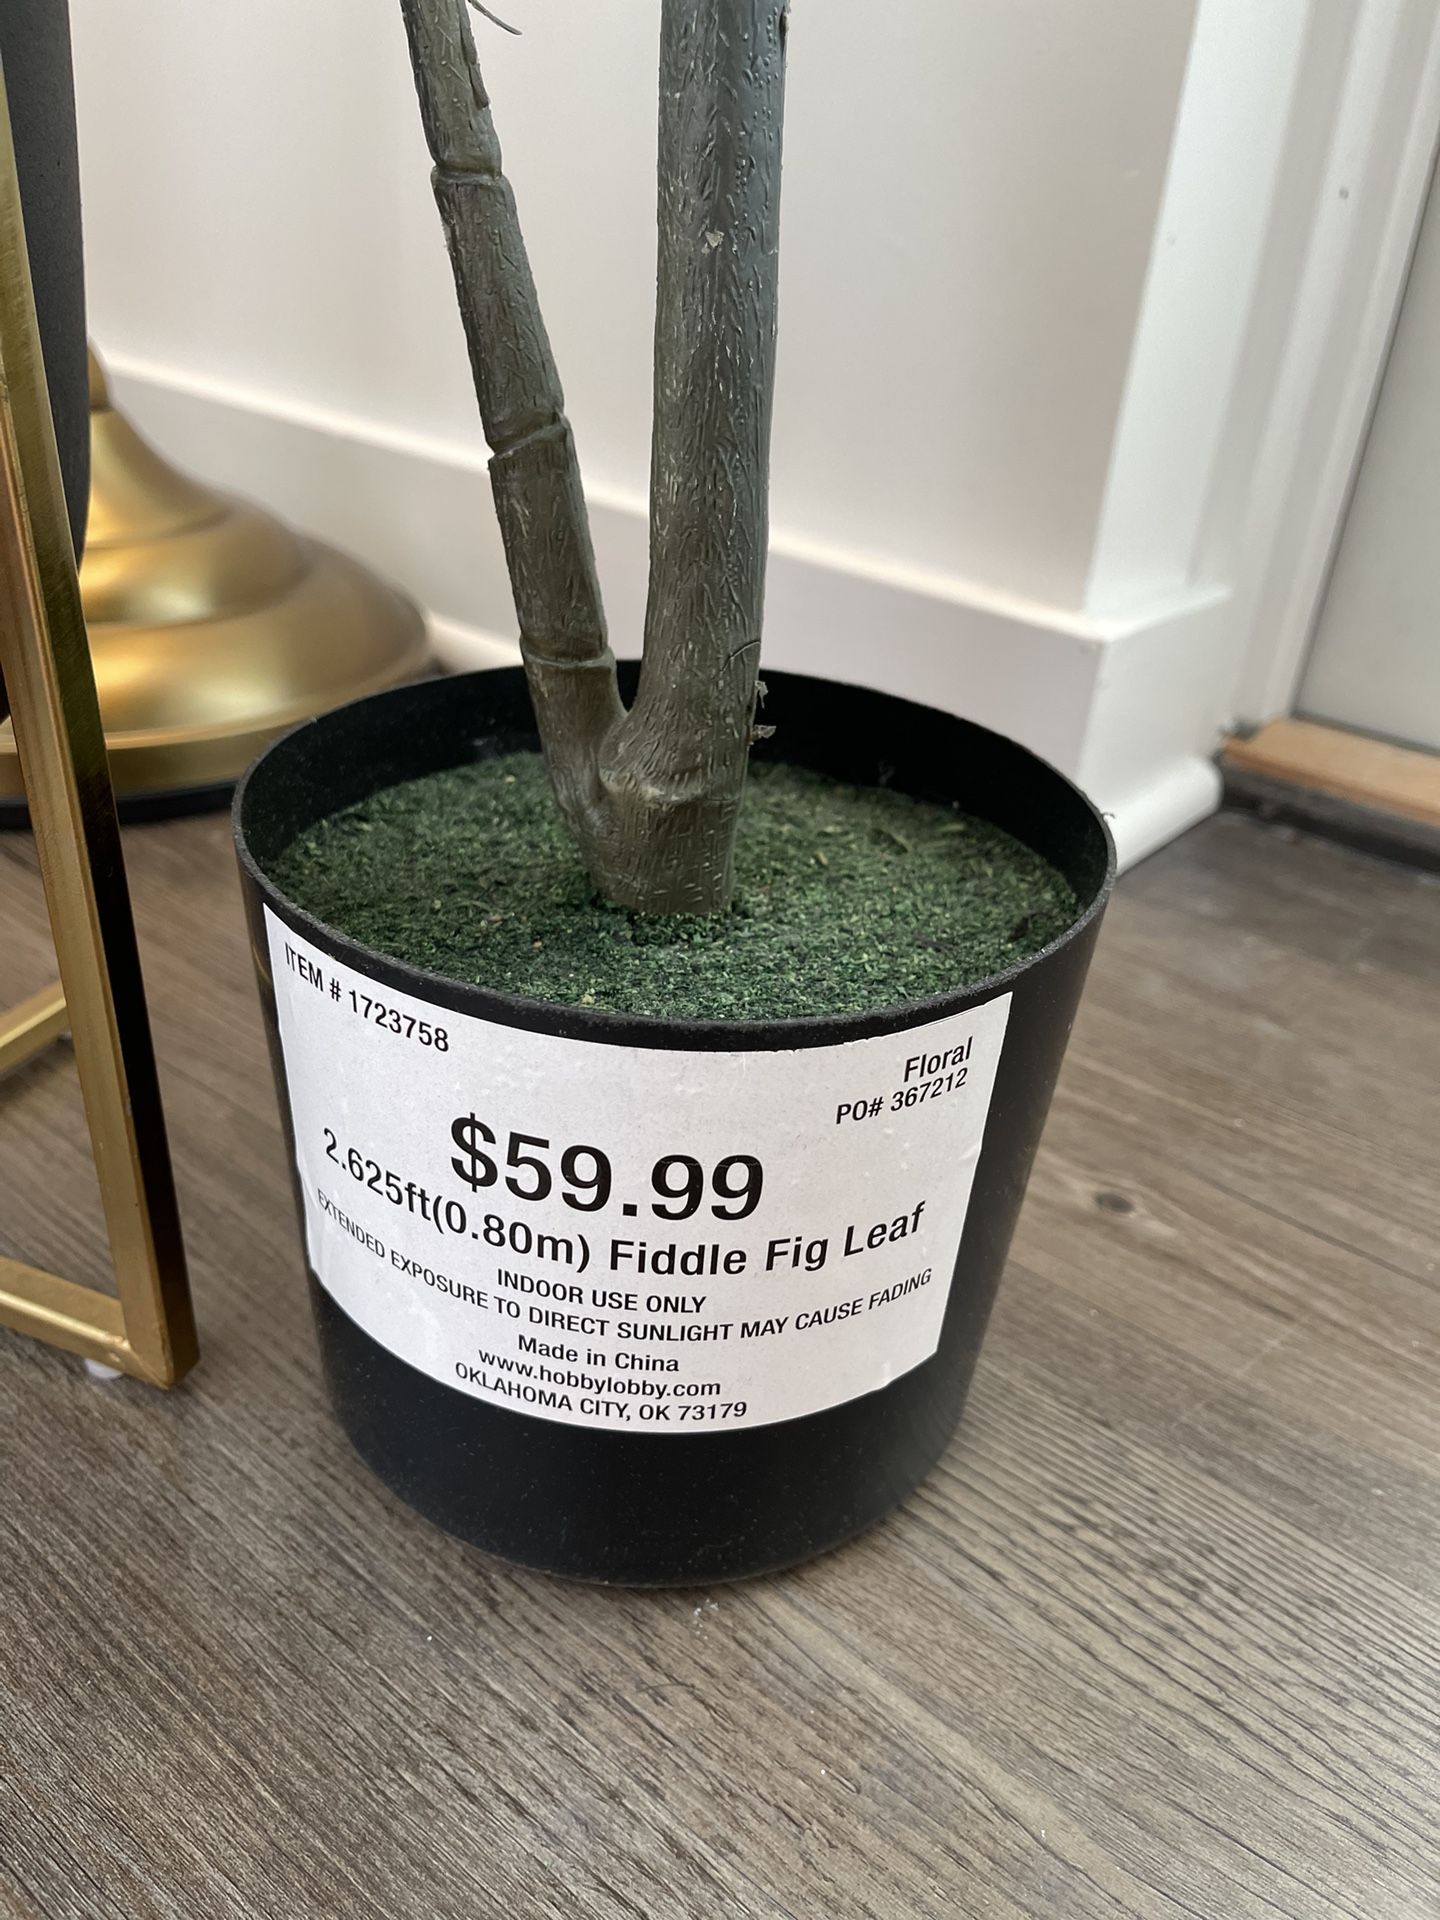 ITEM # 1723758
Floral
PO# 367212
$59.99
2.625ft(0.80m) Fiddle Fig Leaf
INDOOR USE ONLY
EXTENDED EXPOSURE TO DIRECT SUNLIGHT MAY CAUSE FADING
Made in China
www.hobbylobby.com
OKLAHOMA CITY, OK 73179